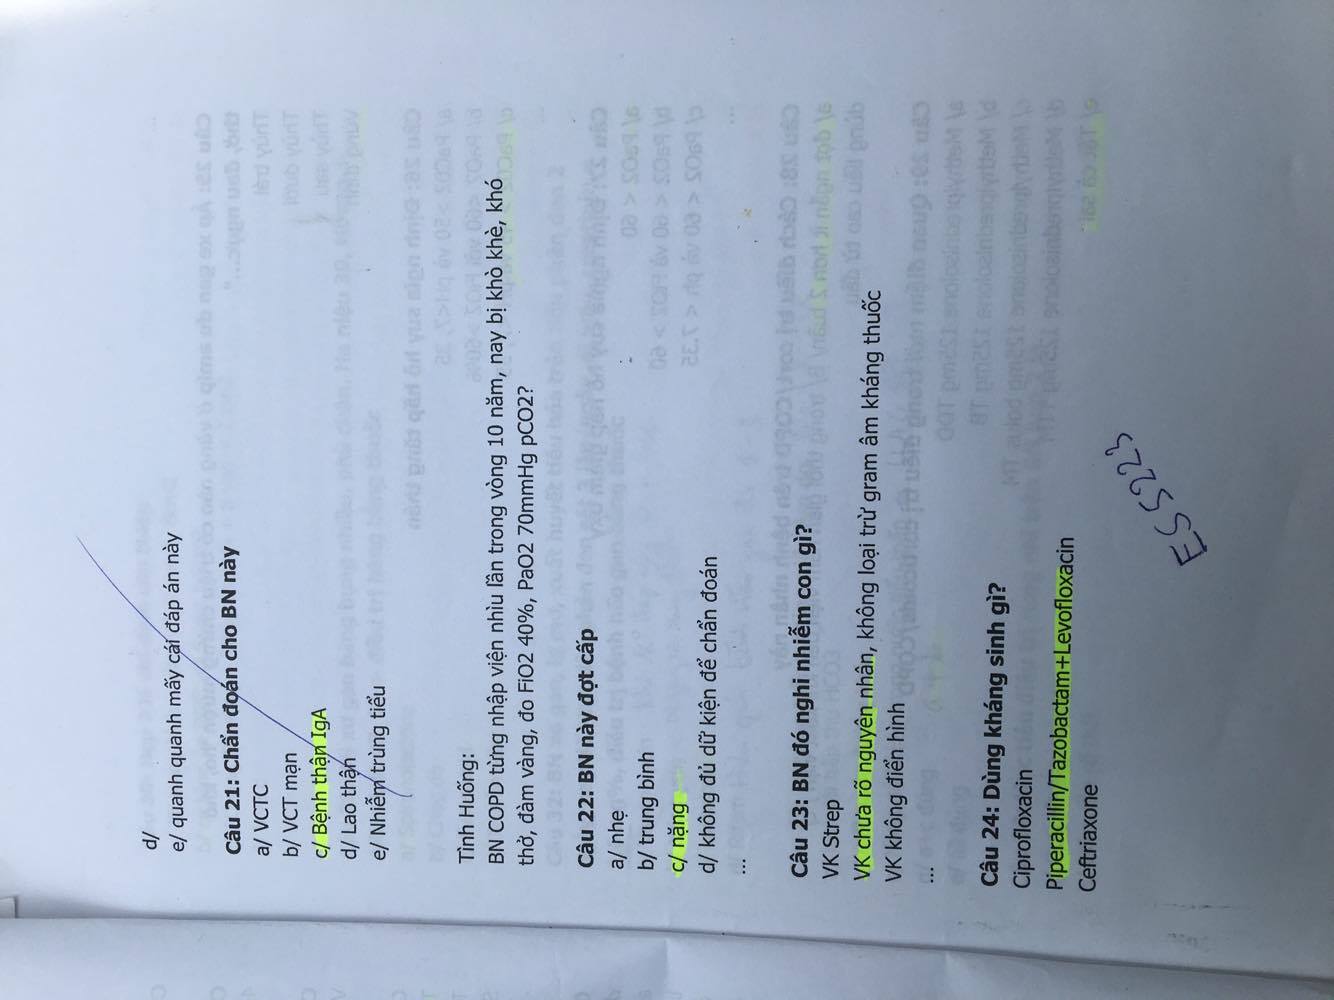 d/
e/ quanh quanh mấy cái đáp án này
Câu 21: Chẩn đoán cho BN này
a/ VCTC
b/ VCT mạn
c/ Bệnh thận IgA
d/ Lao thận
e/ Nhiễm trùng tiểu
Tình Huống:
BN COPD từng nhập viện nhìu lần trong vòng 10 năm, nay bị khò khè, khó
thở, đàm vàng, đo FiO2 40%, PaO2 70mmHg pCO2?
Câu 22: BN này đợt cấp
a/ nhẹ
b/ trung bình
c/ nặng
d/ không đủ dữ kiện để chẩn đoán
...
Câu 23: BN đó nghi nhiễm con gì?
VK Strep
VK chưa rõ nguyên nhân, không loại trừ gram âm kháng thuốc
VK không điển hình
...
Câu 24: Dùng kháng sinh gì?
Ciprofloxacin
Piperacillin/Tazobactam+Levofloxacin
Ceftriaxone
ES5223